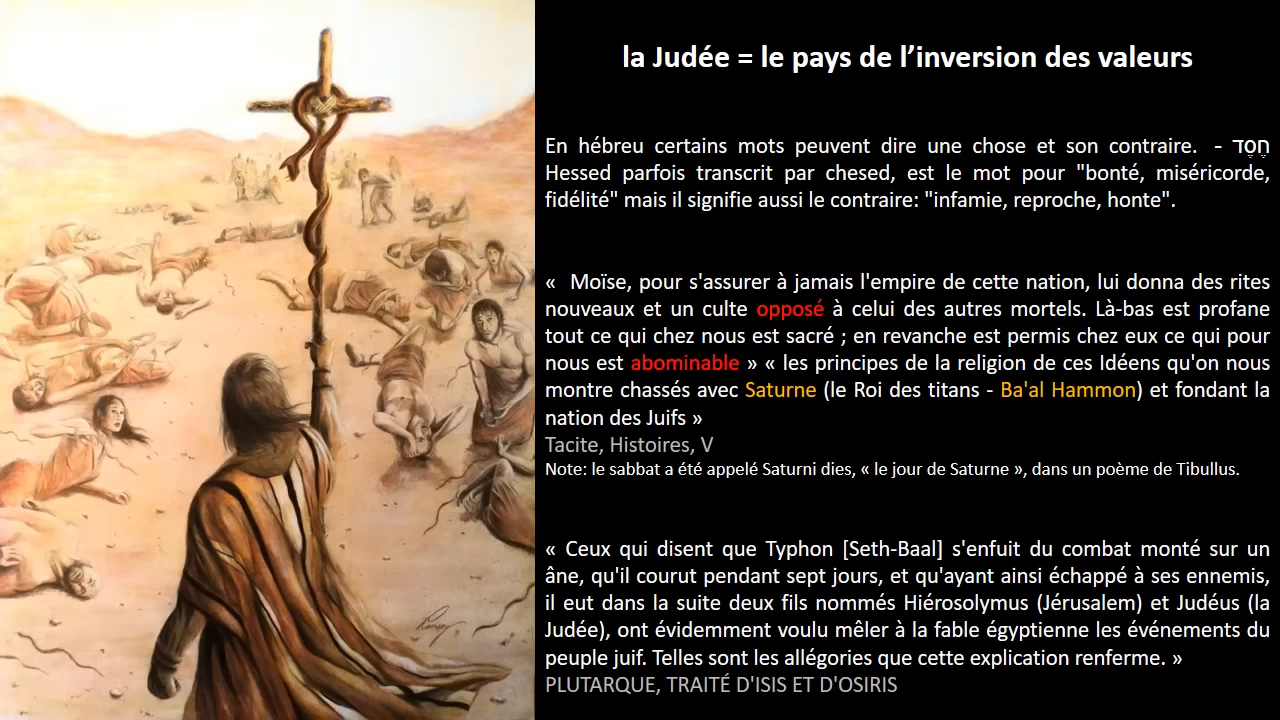 la Judée = le pays de l’inversion des valeurs
En hébreu certains mots peuvent dire une chose et son contraire. - חֶסֶד
Hessed parfois transcrit par chesed, est le mot pour "bonté, miséricorde,
fidélité" mais il signifie aussi le contraire: "infamie, reproche, honte".
«  Moïse, pour s'assurer à jamais l'empire de cette nation, lui donna des rites
nouveaux et un culte opposé à celui des autres mortels. Là-bas est profane
tout ce qui chez nous est sacré ; en revanche est permis chez eux ce qui pour
nous est abominable » « les principes de la religion de ces Idéens qu'on nous
montre chassés avec Saturne (le Roi des titans - Ba'al Hammon) et fondant la
nation des Juifs »
Tacite, Histoires, V
Note: le sabbat a été appelé Saturni dies, « le jour de Saturne », dans un poème de Tibullus.
« Ceux qui disent que Typhon [Seth-Baal] s'enfuit du combat monté sur un
âne, qu'il courut pendant sept jours, et qu'ayant ainsi échappé à ses ennemis,
il eut dans la suite deux fils nommés Hiérosolymus (Jérusalem) et Judéus (la
Judée), ont évidemment voulu mêler à la fable égyptienne les événements du
peuple juif. Telles sont les allégories que cette explication renferme. »
PLUTARQUE, TRAITÉ D'ISIS ET D'OSIRIS